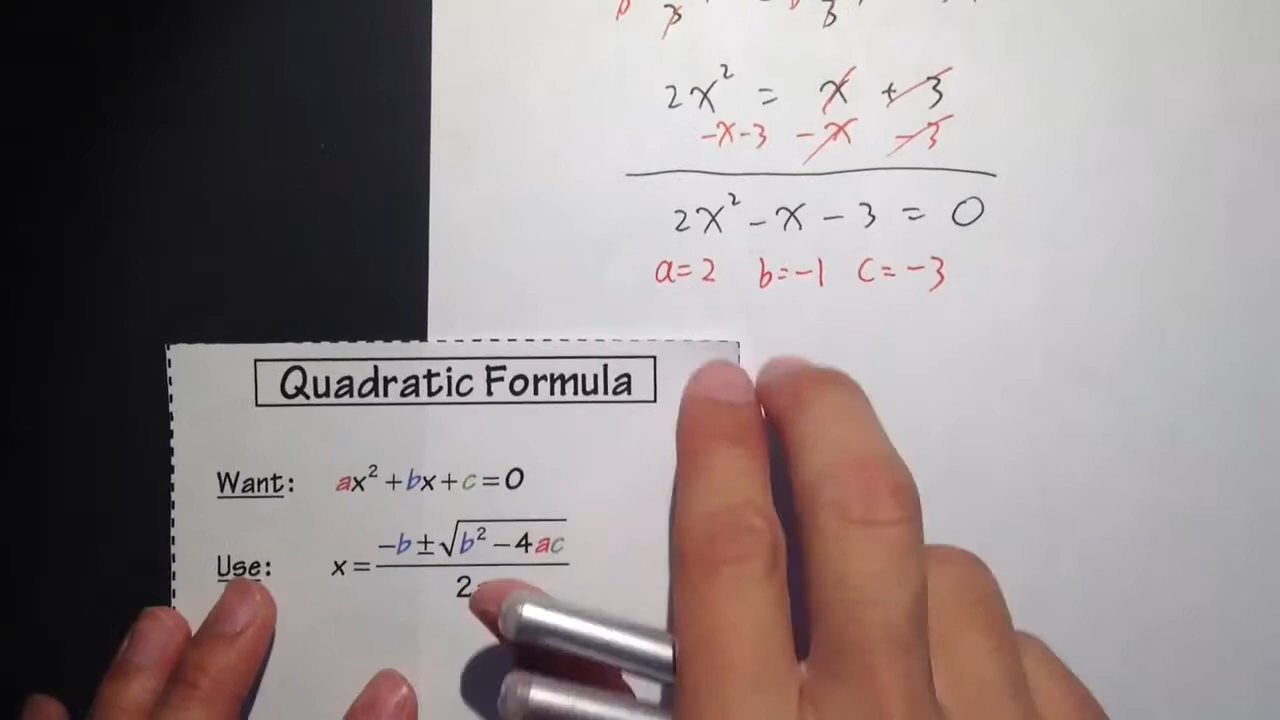 2x² = x + 3
-x-3 -x -3
2x² - x - 3 = 0
a=2 b=-1 c=-3
Quadratic Formula
Want: ax²+bx+c=0
Use: x = (-b±√(b²-4ac))/2